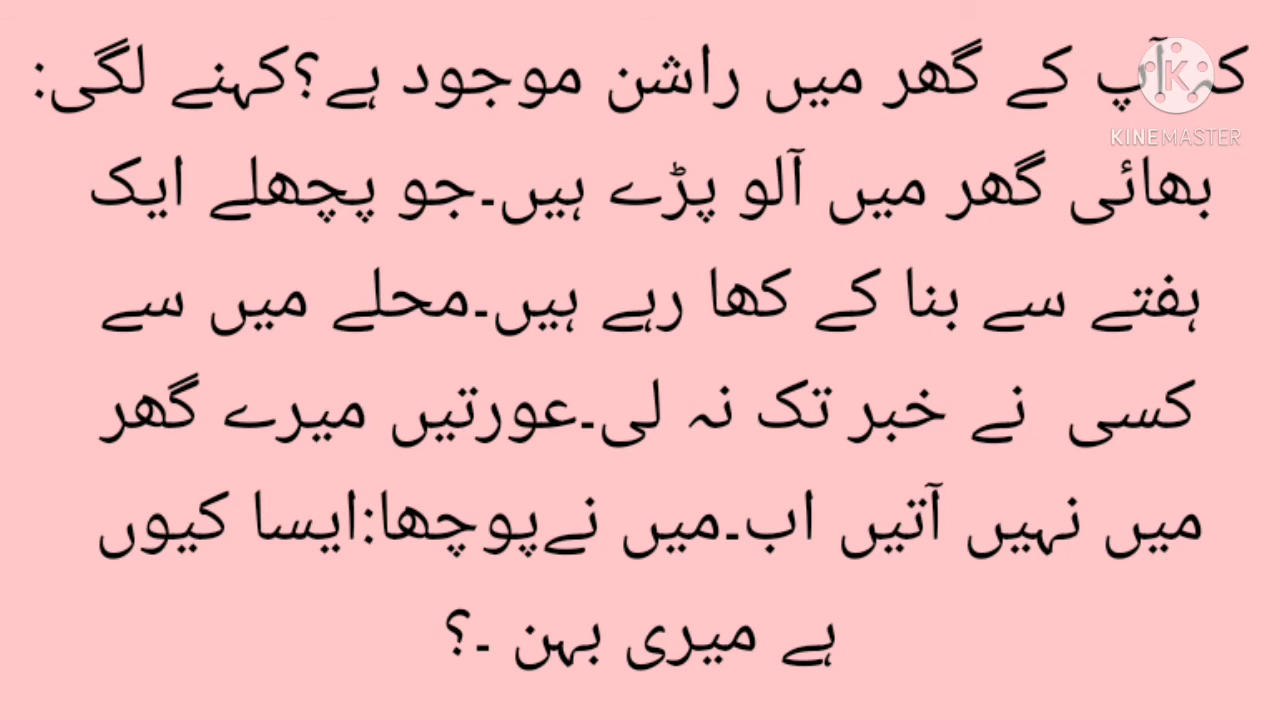 کہ آپ کے گھر میں راشن موجود ہے؟کہنے لگی:
بھائی گھر میں آلو پڑے ہیں۔جو پچھلے ایک
ہفتے سے بنا کے کھا رہے ہیں۔محلے میں سے
کسی نے خبر تک نہ لی۔عورتیں میرے گھر
میں نہیں آتیں اب۔میں نےپوچھا:ایسا کیوں
ہے میری بہن ۔؟
K
KINEMASTER